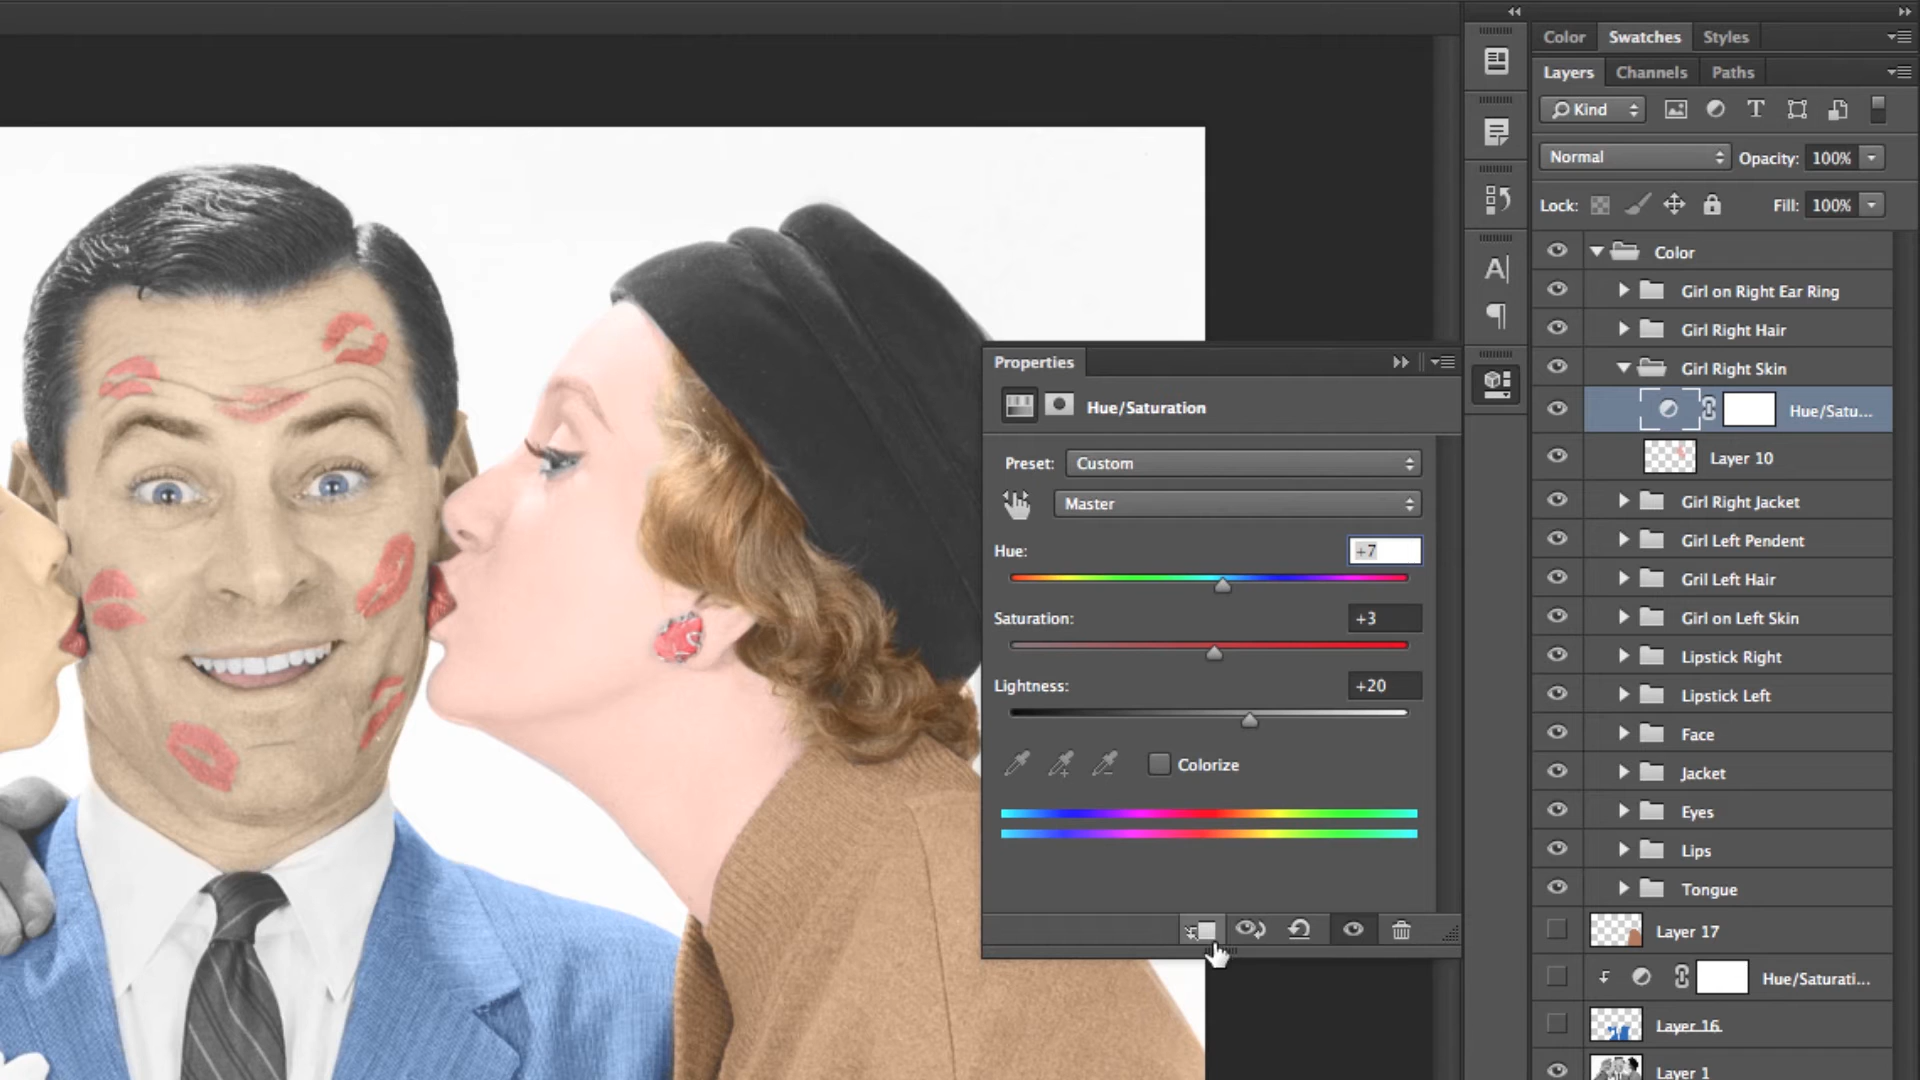 Color Swatches Styles
Layers Channels Paths
Kind
Normal Opacity: 100%
Lock: Fill: 100%
Color
Girl on Right Ear Ring
Girl Right Hair
Girl Right Skin
Hue/Satu...
Layer 10
Girl Right Jacket
Girl Left Pendent
Gril Left Hair
Girl on Left Skin
Lipstick Right
Lipstick Left
Face
Jacket
Eyes
Lips
Tongue
Layer 17
Hue/Saturati...
Layer 16
Layer 1
Properties
Hue/Saturation
Preset: Custom
Master
Hue: +7
Saturation: +3
Lightness: +20
Colorize